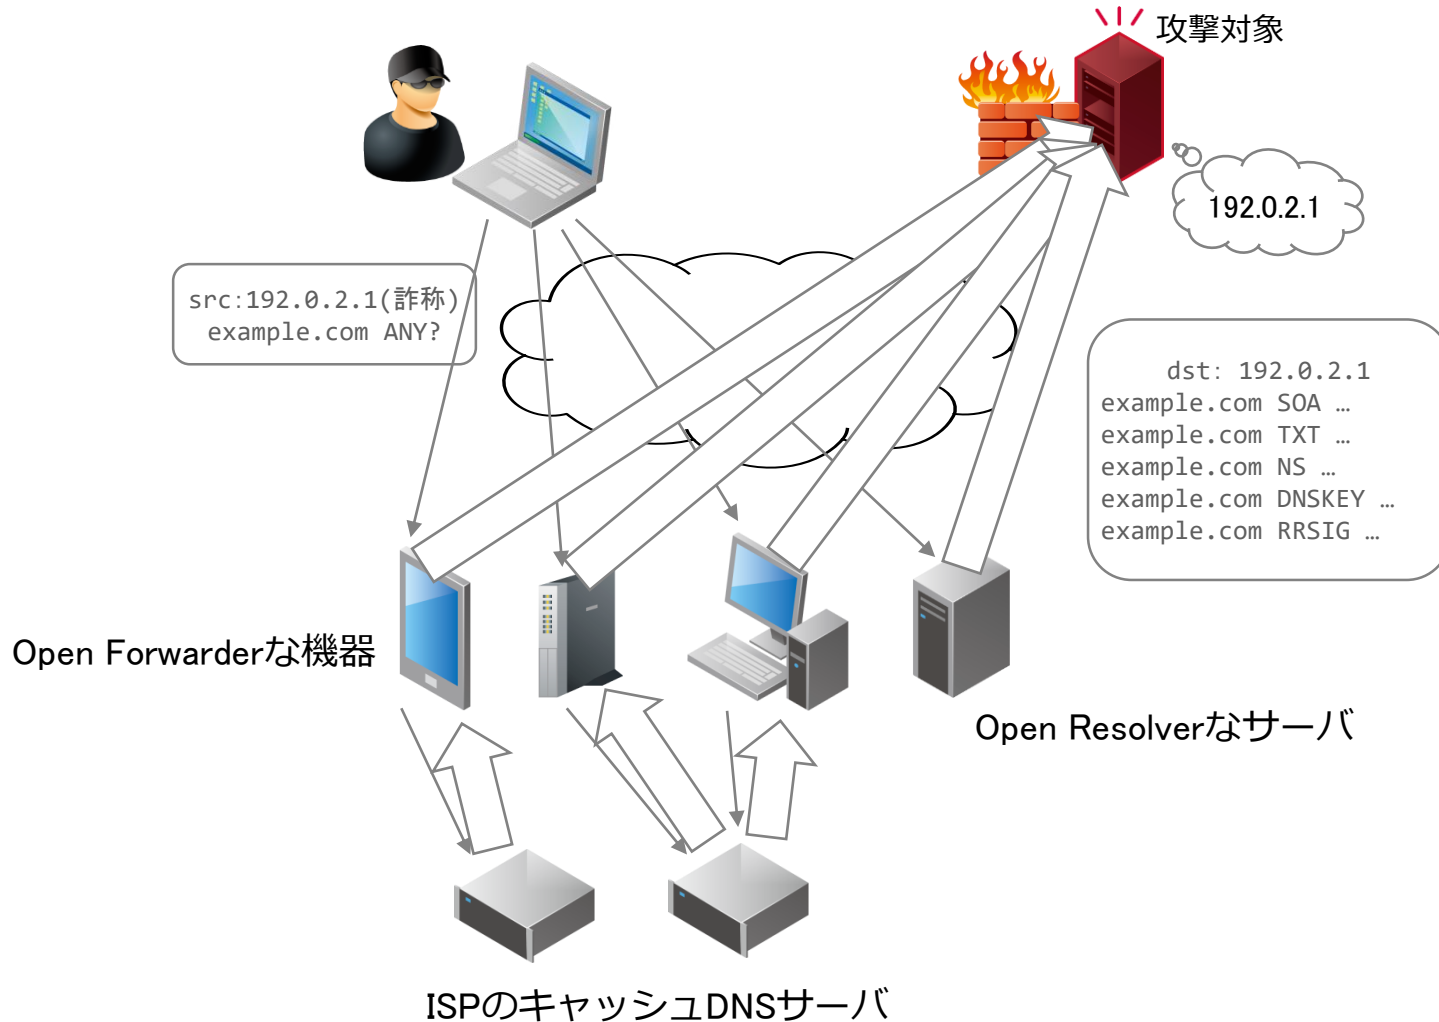 攻撃対象
192.0.2.1
src:192.0.2.1(詐称)
example.com ANY?
dst: 192.0.2.1
example.com SOA …
example.com TXT …
example.com NS …
example.com DNSKEY …
example.com RRSIG …
Open Forwarderな機器
Open Resolverなサーバ
ISPのキャッシュDNSサーバ